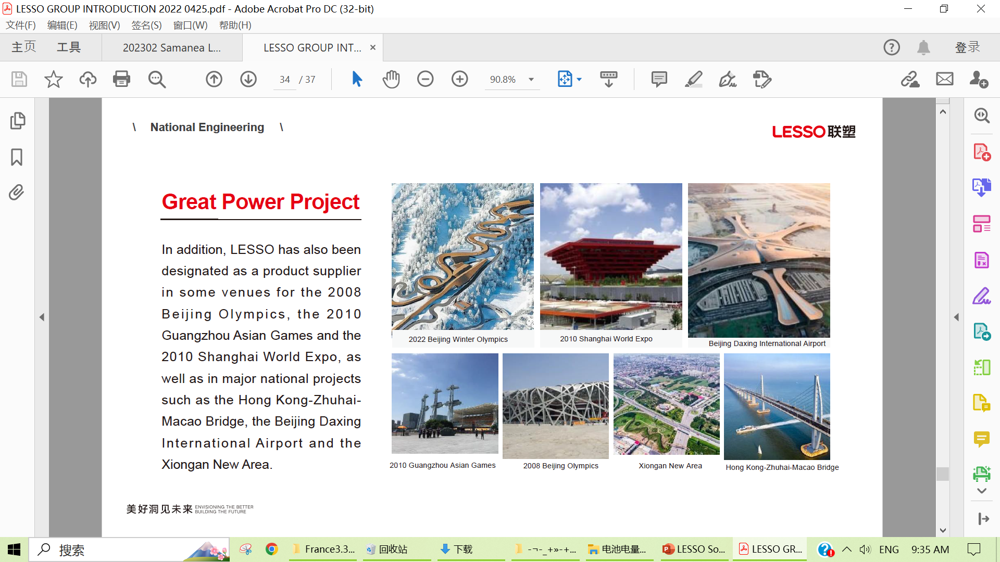 LESSO GROUP INTRODUCTION 2022 0425.pdf - Adobe Acrobat Pro DC (32-bit)
文件(F) 编辑(E) 视图(V) 签名(S) 窗口(W) 帮助(H)
主页 工具 202302 Samanea L... LESSO GROUP INT... × 登录
34 / 37 90.8%
\ National Engineering \
LESSO联塑
Great Power Project
In addition, LESSO has also been
designated as a product supplier
in some venues for the 2008
Beijing Olympics, the 2010
Guangzhou Asian Games and the
2010 Shanghai World Expo, as
well as in major national projects
such as the Hong Kong-Zhuhai-
Macao Bridge, the Beijing Daxing
International Airport and the
Xiongan New Area.
2022 Beijing Winter Olympics
2010 Shanghai World Expo
Beijing Daxing International Airport
2010 Guangzhou Asian Games
2008 Beijing Olympics
Xiongan New Area
Hong Kong-Zhuhai-Macao Bridge
美好洞见未来
ENVISIONING THE BETTER
BUILDING THE FUTURE
搜索 France3.3... 回收站 下载 -¬-_+»-+... 电池电量... LESSO So... LESSO GR... ENG 9:35 AM